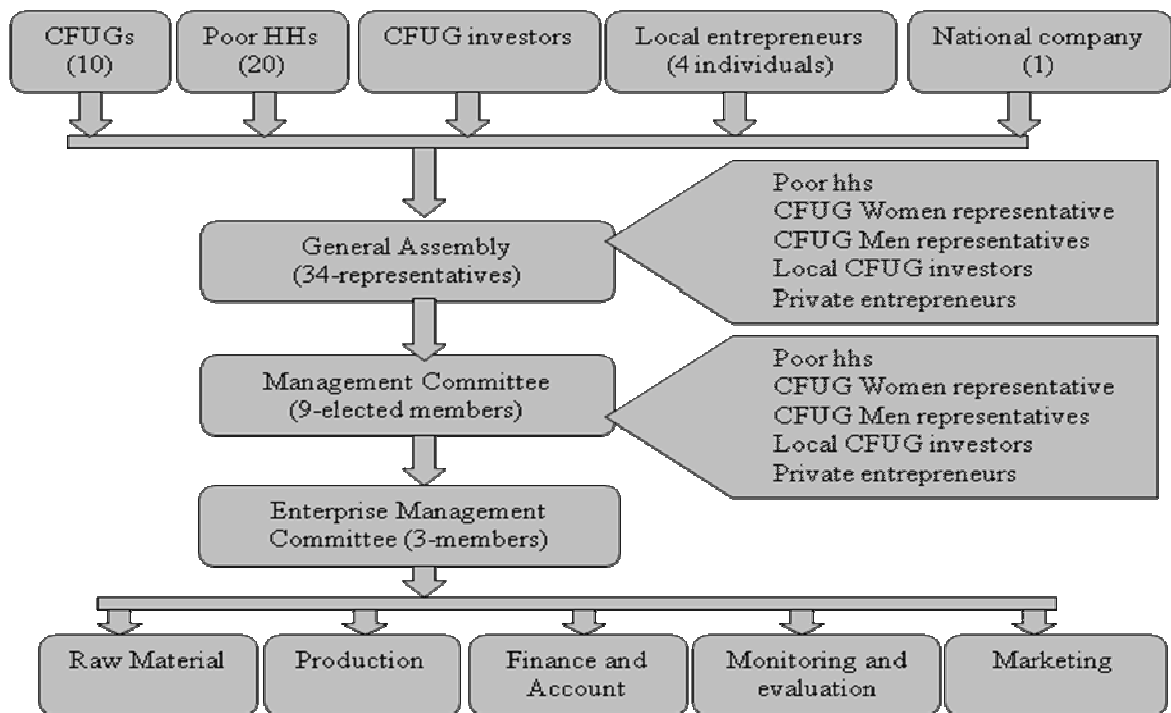 CFUGs
(10)
Poor HHs
(20)
CFUG investors
Local entrepreneurs
(4 individuals)
National company
(1)
General Assembly
(34-representatives)
Poor hhs
CFUG Women representative
CFUG Men representatives
Local CFUG investors
Private entrepreneurs
Management Committee
(9-elected members)
Poor hhs
CFUG Women representative
CFUG Men representatives
Local CFUG investors
Private entrepreneurs
Enterprise Management
Committee (3-members)
Raw Material
Production
Finance and
Account
Monitoring and
evaluation
Marketing